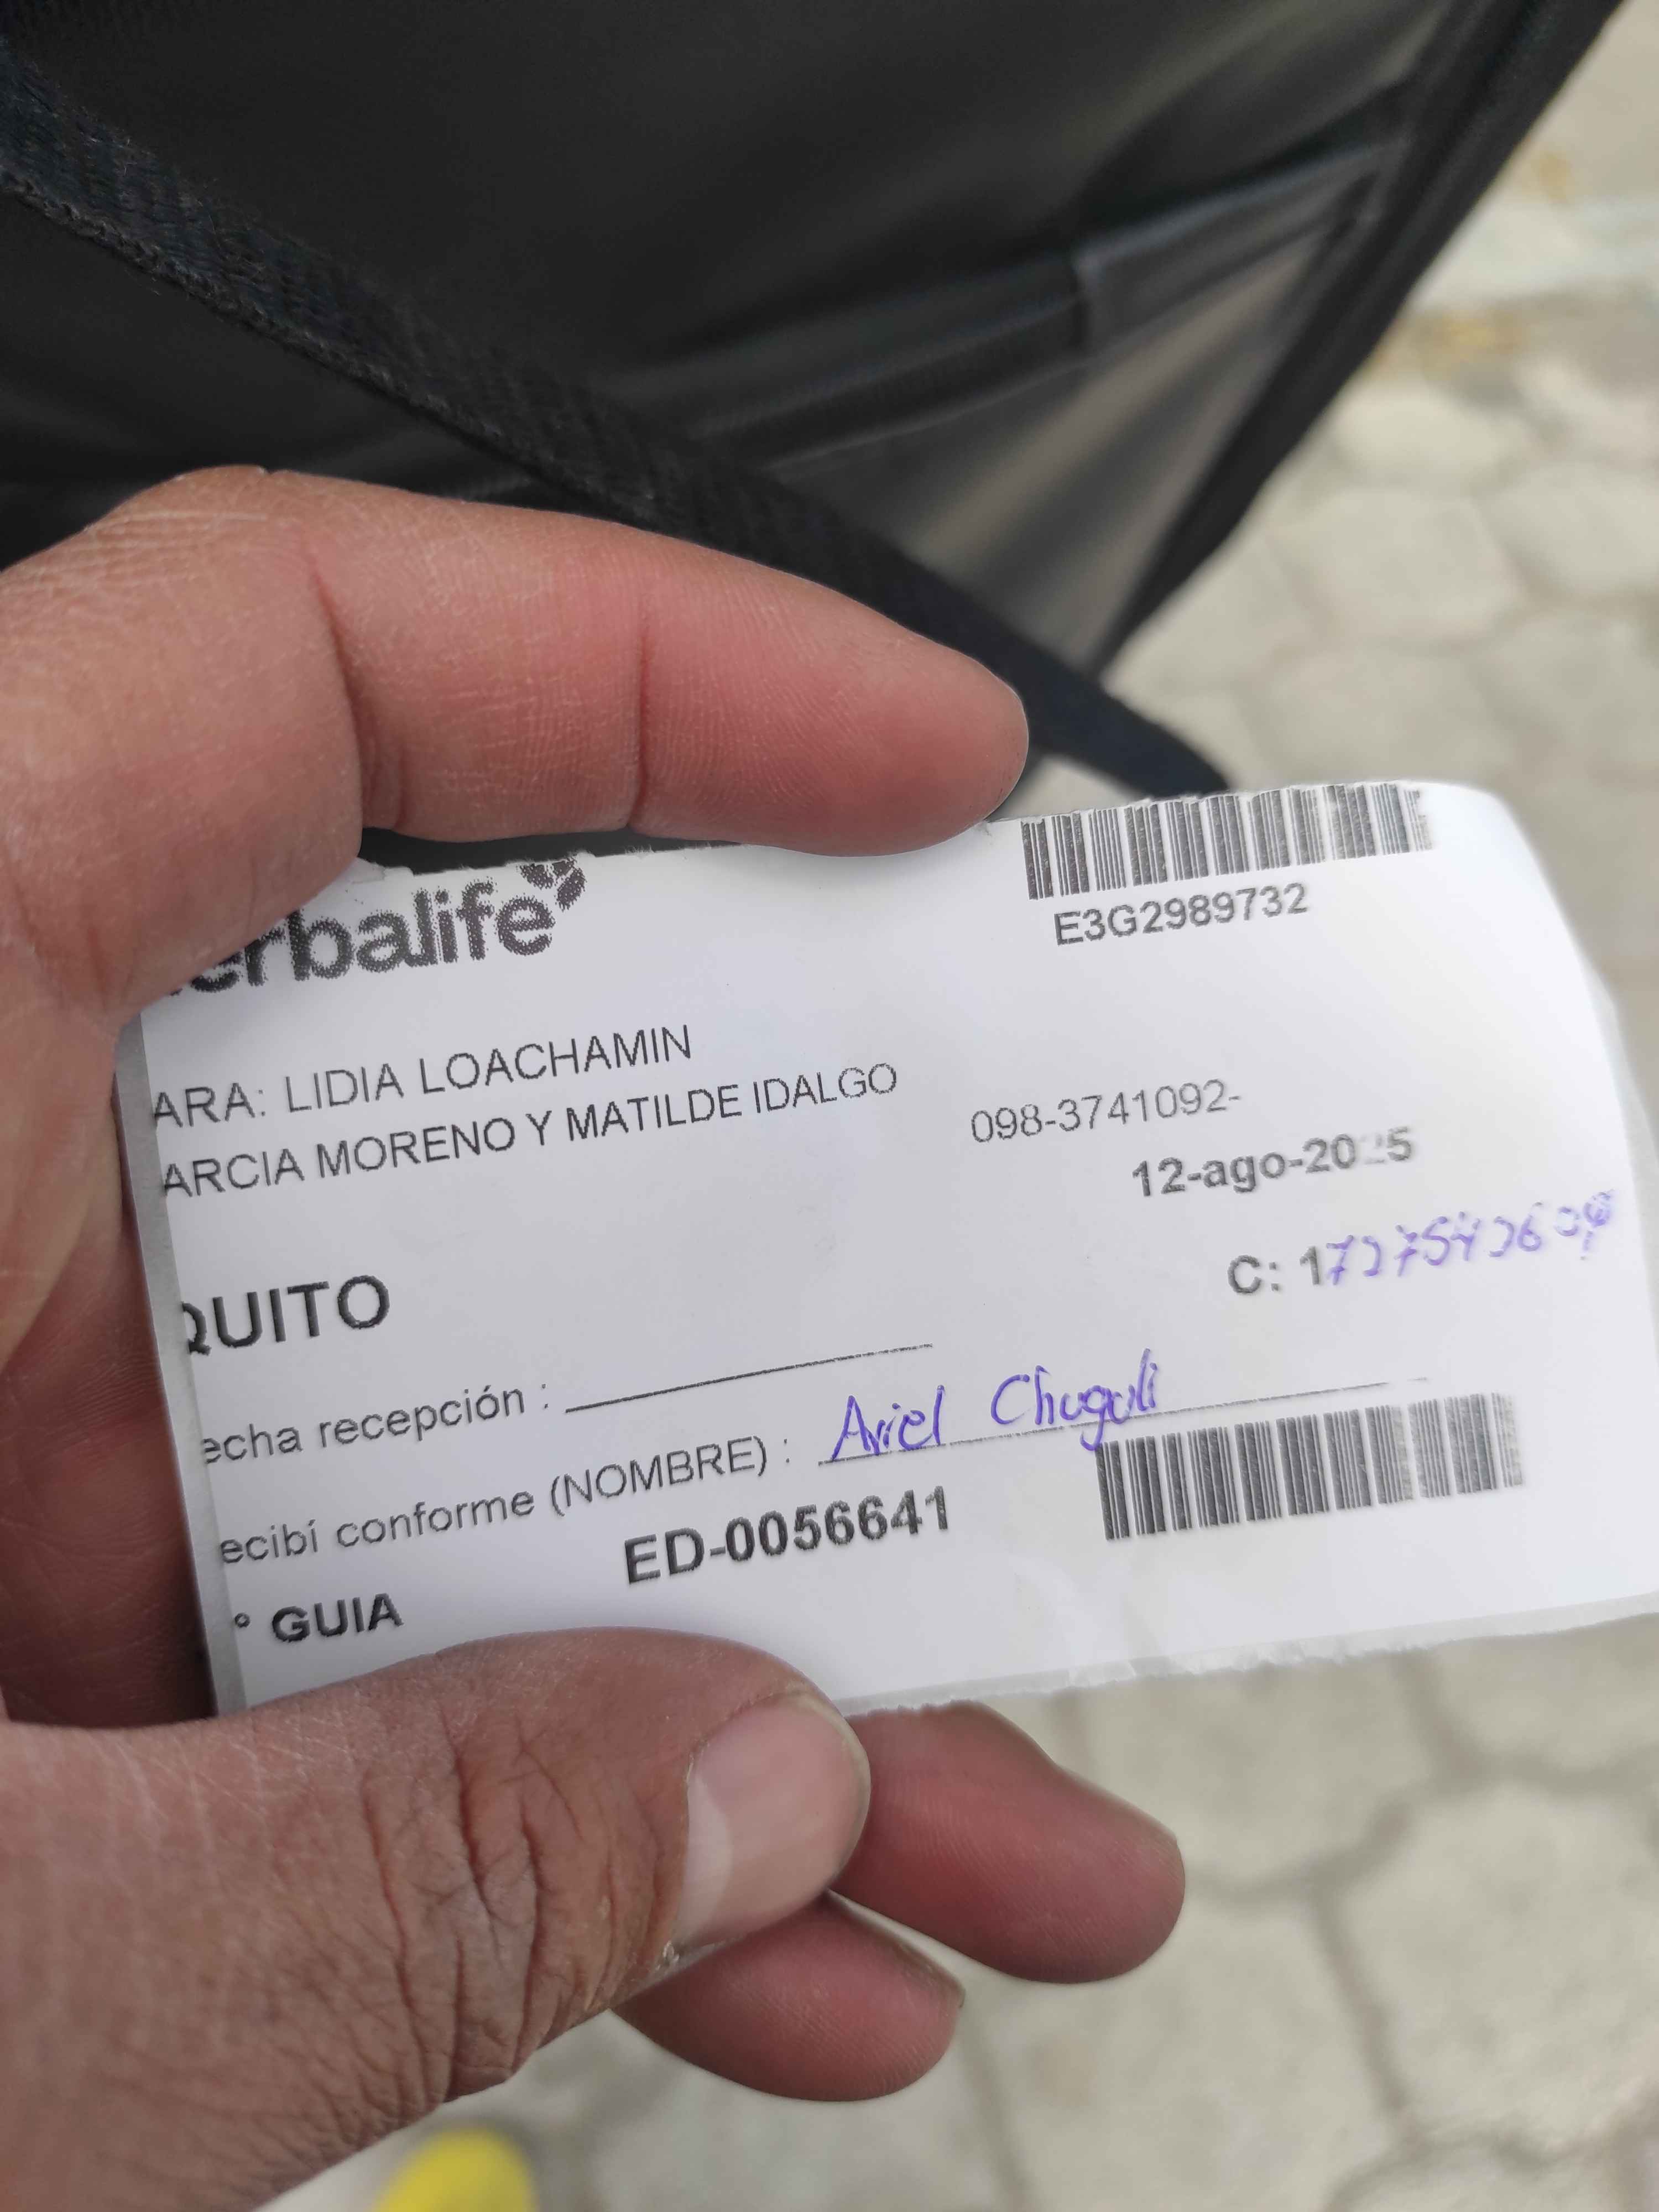 erbalife
E3G2989732
ARA: LIDIA LOACHAMIN
ARCIA MORENO Y MATILDE IDALGO
098-3741092-
12-ago-2025
QUITO
C:
echa recepción :
ecibí conforme (NOMBRE) : Ariel Chuguli
° GUIA ED-0056641